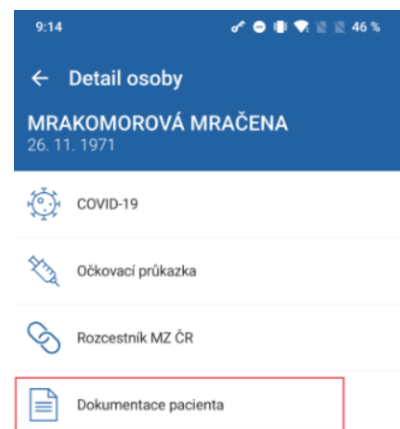 9:14
46 %
Detail osoby
MRAKOMOROVÁ MRAČENA
26. 11. 1971
COVID-19
Očkovací průkazka
Rozcestník MZ ČR
Dokumentace pacienta